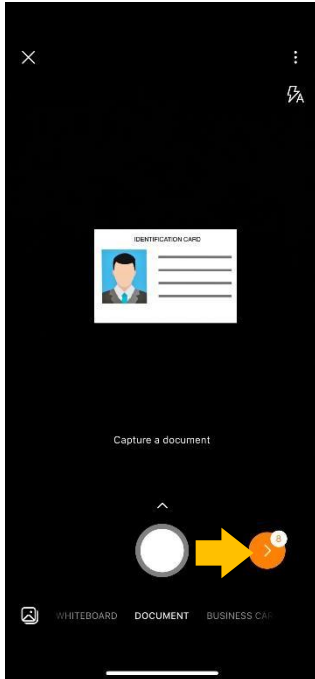 A
IDENTIFICATION CARD
Capture a document
8
WHITEBOARD DOCUMENT BUSINESS CAR